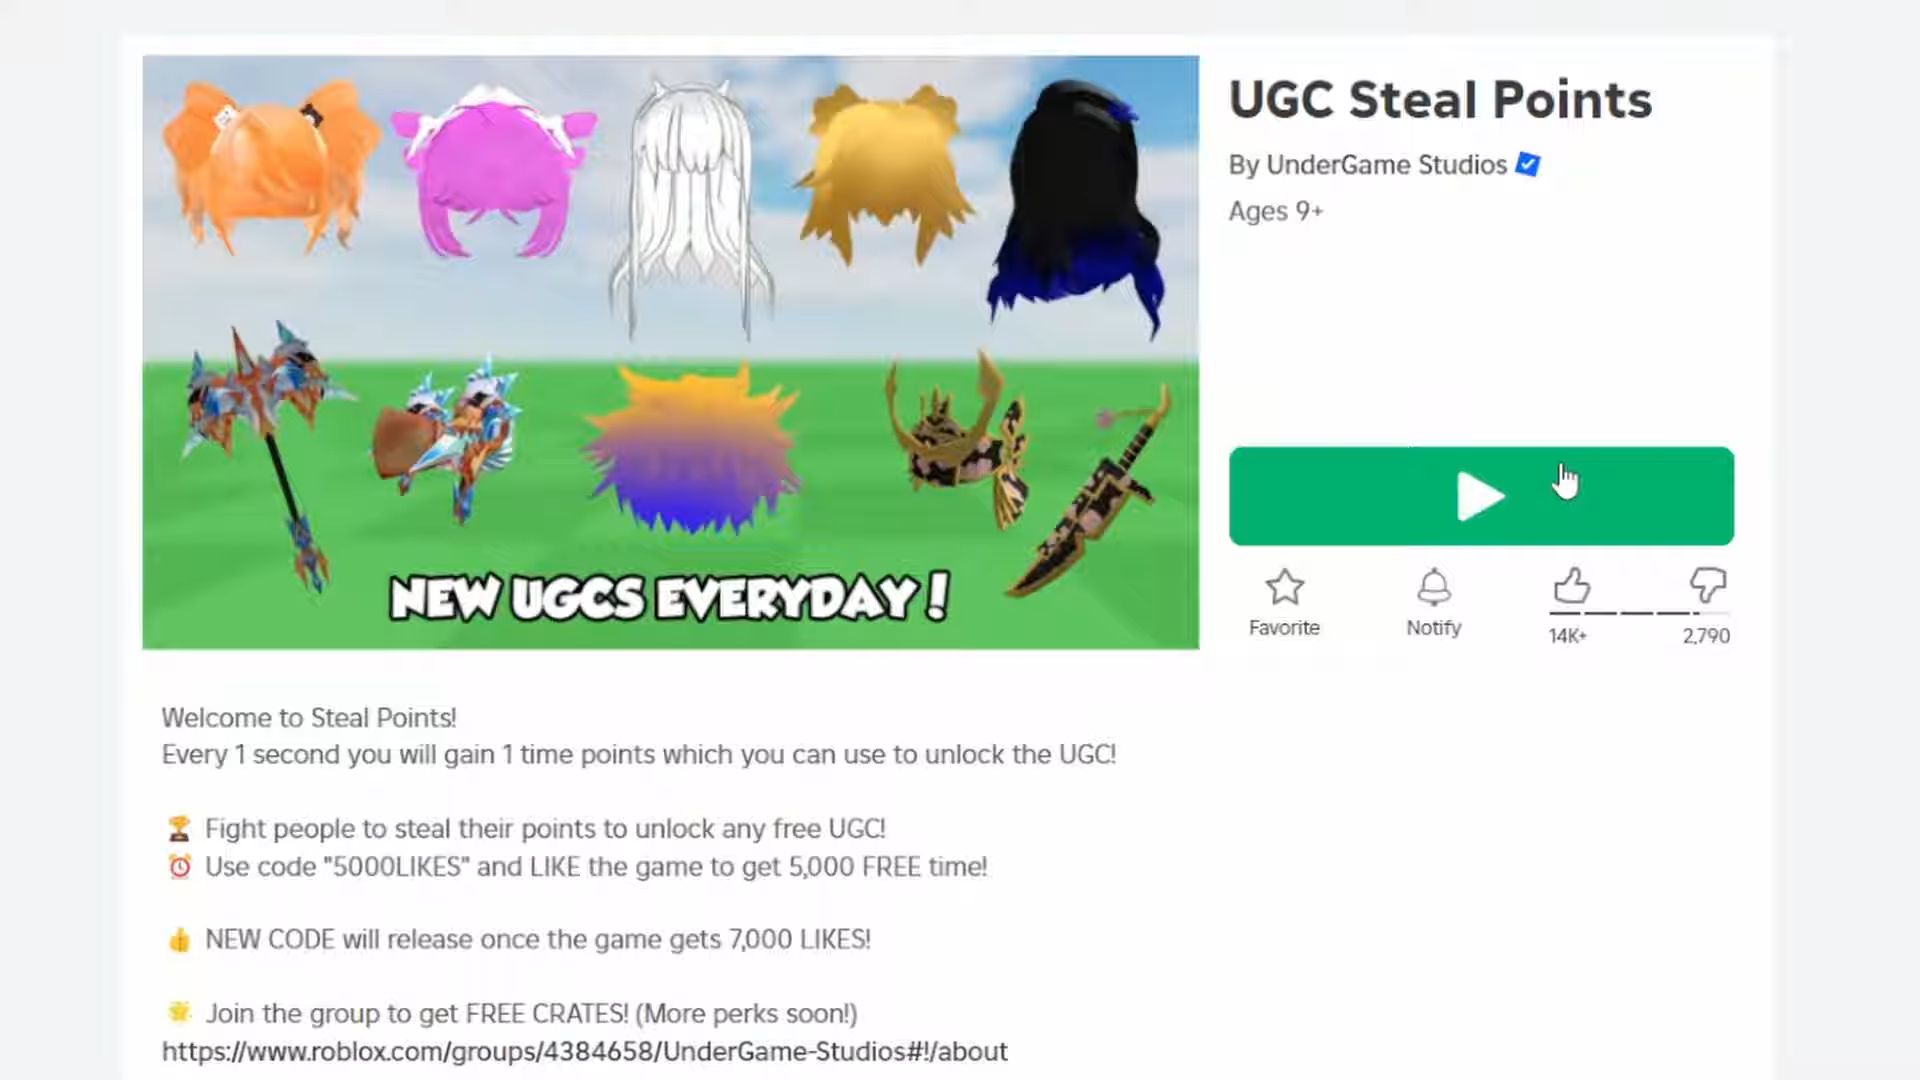 NEW UGCS EVERYDAY!
UGC Steal Points
By UnderGame Studios
Ages 9+
Favorite
Notify
14K+
2,790
Welcome to Steal Points!
Every 1 second you will gain 1 time points which you can use to unlock the UGC!
Fight people to steal their points to unlock any free UGC!
Use code "5000LIKES" and LIKE the game to get 5,000 FREE time!
NEW CODE will release once the game gets 7,000 LIKES!
Join the group to get FREE CRATES! (More perks soon!)
https://www.roblox.com/groups/4384658/UnderGame-Studios#!/about